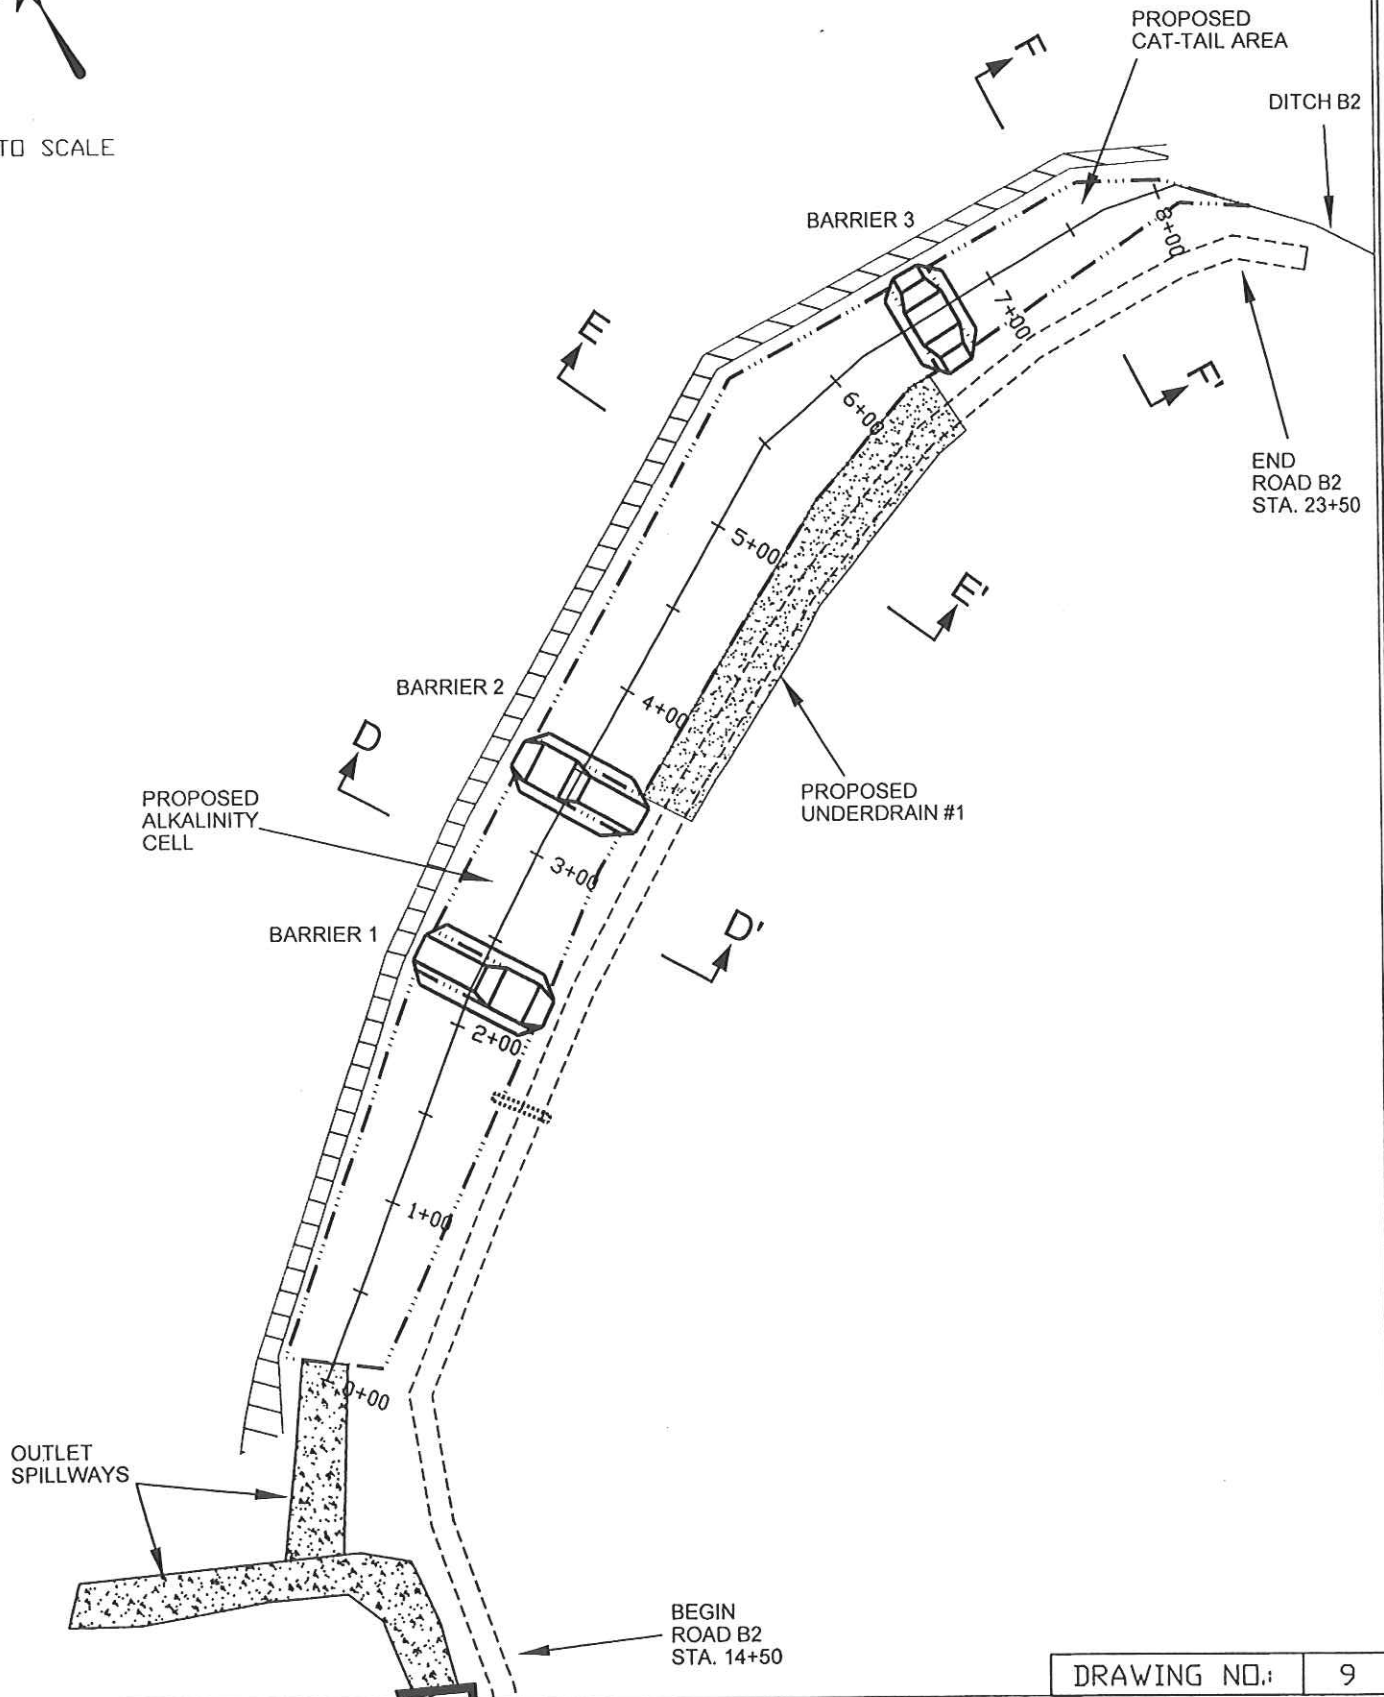 PROPOSED
CAT-TAIL AREA
F
DITCH B2
TO SCALE
BARRIER 3
8+00
E
7+00
F'
6+00
END
ROAD B2
STA. 23+50
5+00
E'
BARRIER 2
4+00
D
PROPOSED
ALKALINITY
CELL
PROPOSED
UNDERDRAIN #1
3+00
BARRIER 1
D'
2+00
1+00
0+00
OUTLET
SPILLWAYS
BEGIN
ROAD B2
STA. 14+50
DRAWING NO.: 9